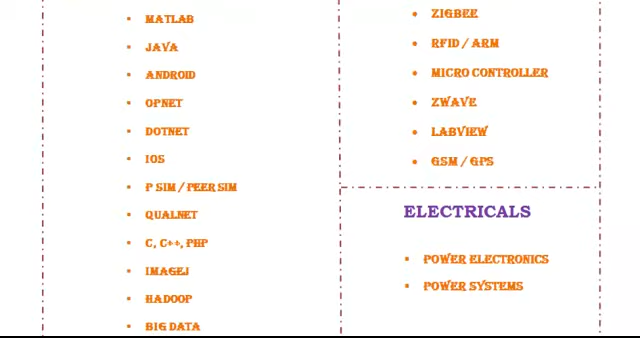 MATLAB
JAVA
ANDROID
OPNET
DOTNET
IOS
P SIM / PEER SIM
QUALNET
C, C++, PHP
IMAGEJ
HADOOP
BIG DATA
ZIGBEE
RFID / ARM
MICRO CONTROLLER
ZWAVE
LABVIEW
GSM / GPS
ELECTRICALS
POWER ELECTRONICS
POWER SYSTEMS